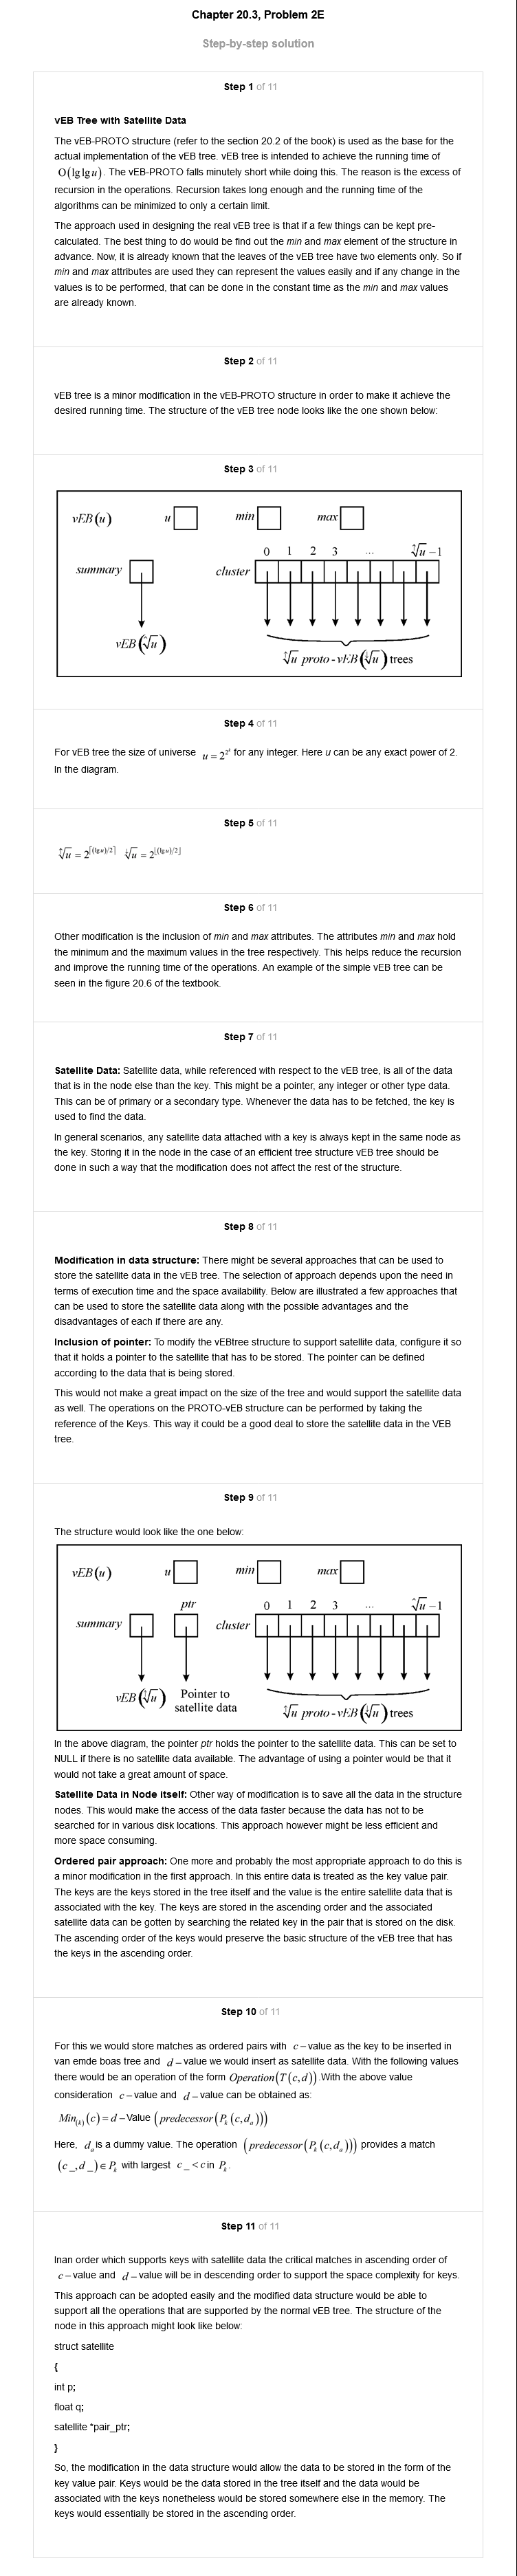 Chapter 20.3, Problem 2E
Step-by-step solution
Step 1 of 11
vEB Tree with Satellite Data
The vEB-PROTO structure (refer to the section 20.2 of the book) is used as the base for the
actual implementation of the vEB tree. vEB tree is intended to achieve the running time of
O(lg lg u). The vEB-PROTO falls minutely short while doing this. The reason is the excess of
recursion in the operations. Recursion takes long enough and the running time of the
algorithms can be minimized to only a certain limit.
The approach used in designing the real vEB tree is that if a few things can be kept pre-
calculated. The best thing to do would be find out the min and max element of the structure in
advance. Now, it is already known that the leaves of the vEB tree have two elements only. So if
min and max attributes are used they can represent the values easily and if any change in the
values is to be performed, that can be done in the constant time as the min and max values
are already known.
Step 2 of 11
vEB tree is a minor modification in the vEB-PROTO structure in order to make it achieve the
desired running time. The structure of the vEB tree node looks like the one shown below:
Step 3 of 11
vEB(u) u min max
0 1 2 3 ... ↑√u −1
summary cluster
vEB(↑√u)
↑√u proto - vEB(↓√u) trees
Step 4 of 11
For vEB tree the size of universe u = 2^2^k for any integer. Here u can be any exact power of 2.
In the diagram.
Step 5 of 11
↑√u = 2^⌈(lg u)/2⌉ ↓√u = 2^⌊(lg u)/2⌋
Step 6 of 11
Other modification is the inclusion of min and max attributes. The attributes min and max hold
the minimum and the maximum values in the tree respectively. This helps reduce the recursion
and improve the running time of the operations. An example of the simple vEB tree can be
seen in the figure 20.6 of the textbook.
Step 7 of 11
Satellite Data: Satellite data, while referenced with respect to the vEB tree, is all of the data
that is in the node else than the key. This might be a pointer, any integer or other type data.
This can be of primary or a secondary type. Whenever the data has to be fetched, the key is
used to find the data.
In general scenarios, any satellite data attached with a key is always kept in the same node as
the key. Storing it in the node in the case of an efficient tree structure vEB tree should be
done in such a way that the modification does not affect the rest of the structure.
Step 8 of 11
Modification in data structure: There might be several approaches that can be used to
store the satellite data in the vEB tree. The selection of approach depends upon the need in
terms of execution time and the space availability. Below are illustrated a few approaches that
can be used to store the satellite data along with the possible advantages and the
disadvantages of each if there are any.
Inclusion of pointer: To modify the vEBtree structure to support satellite data, configure it so
that it holds a pointer to the satellite that has to be stored. The pointer can be defined
according to the data that is being stored.
This would not make a great impact on the size of the tree and would support the satellite data
as well. The operations on the PROTO-vEB structure can be performed by taking the
reference of the Keys. This way it could be a good deal to store the satellite data in the VEB
tree.
Step 9 of 11
The structure would look like the one below:
vEB(u) u min max
ptr 0 1 2 3 ... ↑√u −1
summary cluster
vEB(↑√u) Pointer to
satellite data
↑√u proto - vEB(↓√u) trees
In the above diagram, the pointer ptr holds the pointer to the satellite data. This can be set to
NULL if there is no satellite data available. The advantage of using a pointer would be that it
would not take a great amount of space.
Satellite Data in Node itself: Other way of modification is to save all the data in the structure
nodes. This would make the access of the data faster because the data has not to be
searched for in various disk locations. This approach however might be less efficient and
more space consuming.
Ordered pair approach: One more and probably the most appropriate approach to do this is
a minor modification in the first approach. In this entire data is treated as the key value pair.
The keys are the keys stored in the tree itself and the value is the entire satellite data that is
associated with the key. The keys are stored in the ascending order and the associated
satellite data can be gotten by searching the related key in the pair that is stored on the disk.
The ascending order of the keys would preserve the basic structure of the vEB tree that has
the keys in the ascending order.
Step 10 of 11
For this we would store matches as ordered pairs with c – value as the key to be inserted in
van emde boas tree and d – value we would insert as satellite data. With the following values
there would be an operation of the form Operation(T(c,d)).With the above value
consideration c – value and d – value can be obtained as:
Min(k)(c) = d – Value (predecessor(P_k(c,d_a)))
Here, d_a is a dummy value. The operation (predecessor(P_k(c,d_a))) provides a match
(c_,d_) ∈ P_k with largest c_ < c in P_k.
Step 11 of 11
Inan order which supports keys with satellite data the critical matches in ascending order of
c – value and d – value will be in descending order to support the space complexity for keys.
This approach can be adopted easily and the modified data structure would be able to
support all the operations that are supported by the normal vEB tree. The structure of the
node in this approach might look like below:
struct satellite
{
int p;
float q;
satellite *pair_ptr;
}
So, the modification in the data structure would allow the data to be stored in the form of the
key value pair. Keys would be the data stored in the tree itself and the data would be
associated with the keys nonetheless would be stored somewhere else in the memory. The
keys would essentially be stored in the ascending order.